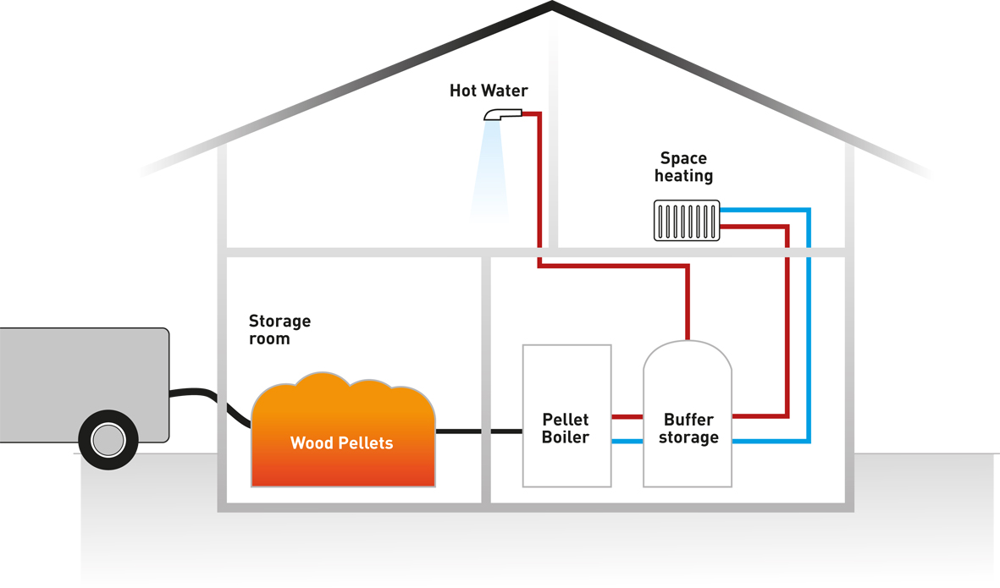 Hot Water
Space
heating
Storage
room
Wood Pellets
Pellet
Boiler
Buffer
storage